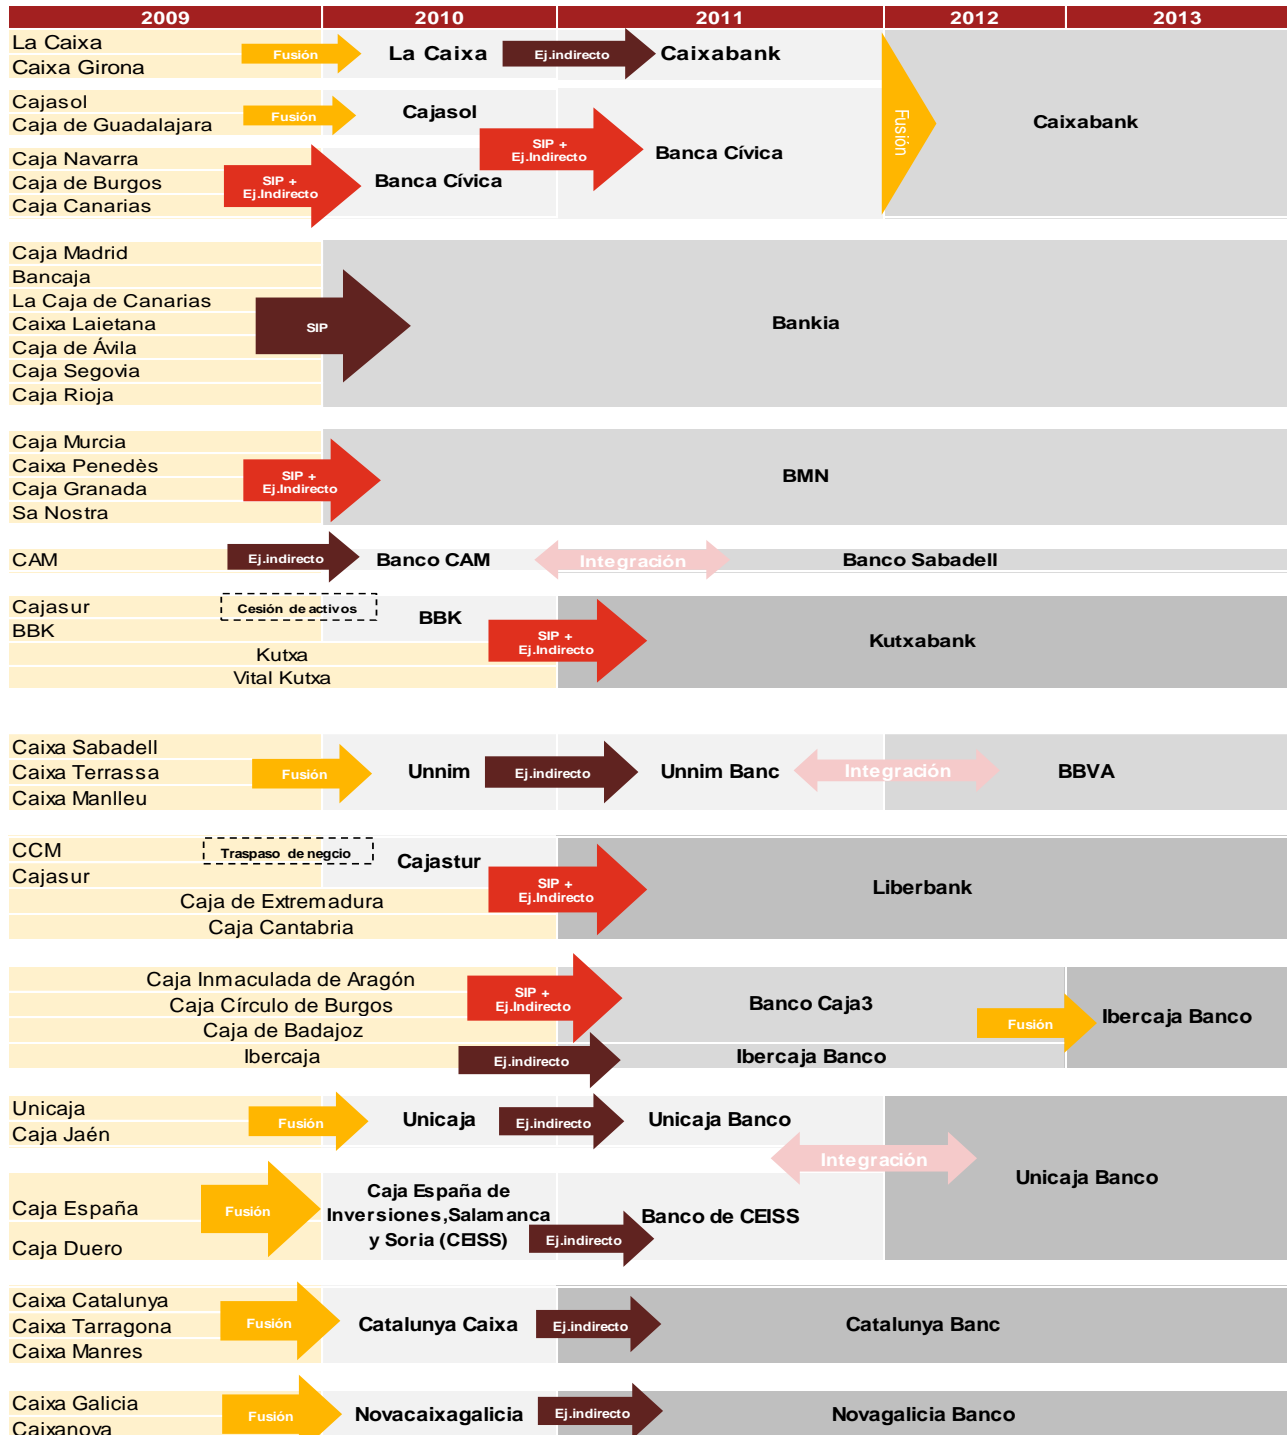 2009 2010 2011 2012 2013
La Caixa
Caixa Girona
Fusión
La Caixa
Ej.indirecto
Caixabank
Cajasol
Caja de Guadalajara
Fusión
Cajasol
SIP +
Ej.Indirecto
Banca Cívica
Fusión
Caixabank
Caja Navarra
Caja de Burgos
Caja Canarias
SIP +
Ej.Indirecto
Banca Cívica
Caja Madrid
Bancaja
La Caja de Canarias
Caixa Laietana
Caja de Ávila
Caja Segovia
Caja Rioja
SIP
Bankia
Caja Murcia
Caixa Penedès
Caja Granada
Sa Nostra
SIP +
Ej.Indirecto
BMN
CAM
Ej.indirecto
Banco CAM
Integración
Banco Sabadell
Cajasur
BBK
Cesión de activos
BBK
Kutxa
Vital Kutxa
SIP +
Ej.Indirecto
Kutxabank
Caixa Sabadell
Caixa Terrassa
Caixa Manlleu
Fusión
Unnim
Ej.indirecto
Unnim Banc
Integración
BBVA
CCM
Cajasur
Traspaso de negcio
Cajastur
Caja de Extremadura
Caja Cantabria
SIP +
Ej.Indirecto
Liberbank
Caja Inmaculada de Aragón
Caja Círculo de Burgos
Caja de Badajoz
Ibercaja
SIP +
Ej.Indirecto
Ej.indirecto
Banco Caja3
Ibercaja Banco
Fusión
Ibercaja Banco
Unicaja
Caja Jaén
Fusión
Unicaja
Ej.indirecto
Unicaja Banco
Integración
Unicaja Banco
Caja España
Caja Duero
Fusión
Caja España de
Inversiones,Salamanca
y Soria (CEISS)
Ej.indirecto
Banco de CEISS
Caixa Catalunya
Caixa Tarragona
Caixa Manres
Fusión
Catalunya Caixa
Ej.indirecto
Catalunya Banc
Caixa Galicia
Caixanova
Fusión
Novacaixagalicia
Ej.indirecto
Novagalicia Banco